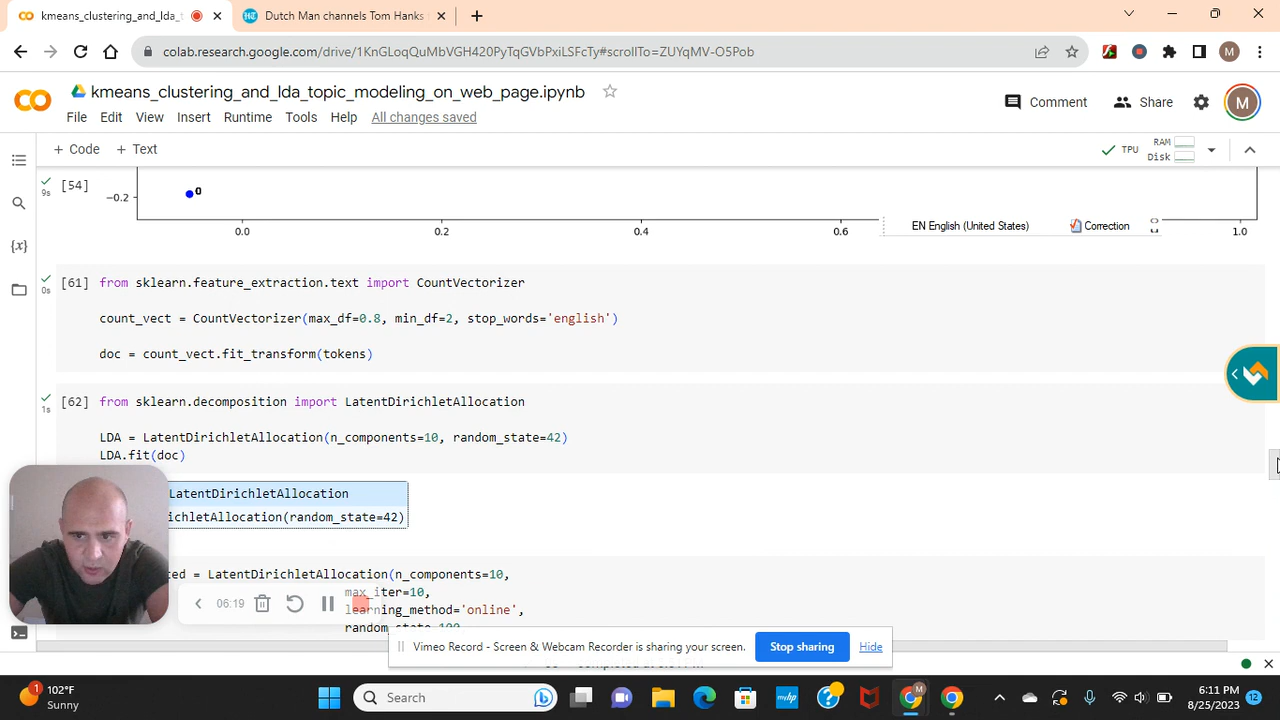 kmeans_clustering_and_lda_t
Dutch Man channels Tom Hanks
colab.research.google.com/drive/1KnGLoqQuMbVGH420PyTqGVbPxiLSFcTy#scrollTo=ZUYqMV-O5Pob
M
kmeans_clustering_and_lda_topic_modeling_on_web_page.ipynb
Comment
Share
M
File Edit View Insert Runtime Tools Help All changes saved
+ Code + Text
TPU
RAM
Disk
{x}
[54]
9s
−0.2
0
0.0 0.2 0.4 0.6 1.0
EN English (United States) Correction
[61] from sklearn.feature_extraction.text import CountVectorizer
0s
count_vect = CountVectorizer(max_df=0.8, min_df=2, stop_words='english')
doc = count_vect.fit_transform(tokens)
[62] from sklearn.decomposition import LatentDirichletAllocation
1s
LDA = LatentDirichletAllocation(n_components=10, random_state=42)
LDA.fit(doc)
LatentDirichletAllocation
ichletAllocation(random_state=42)
ed = LatentDirichletAllocation(n_components=10,
max_iter=10,
learning_method='online',
06:19
Vimeo Record - Screen & Webcam Recorder is sharing your screen.
Stop sharing
Hide
102°F
Sunny
1
Search
6:11 PM
8/25/2023
12